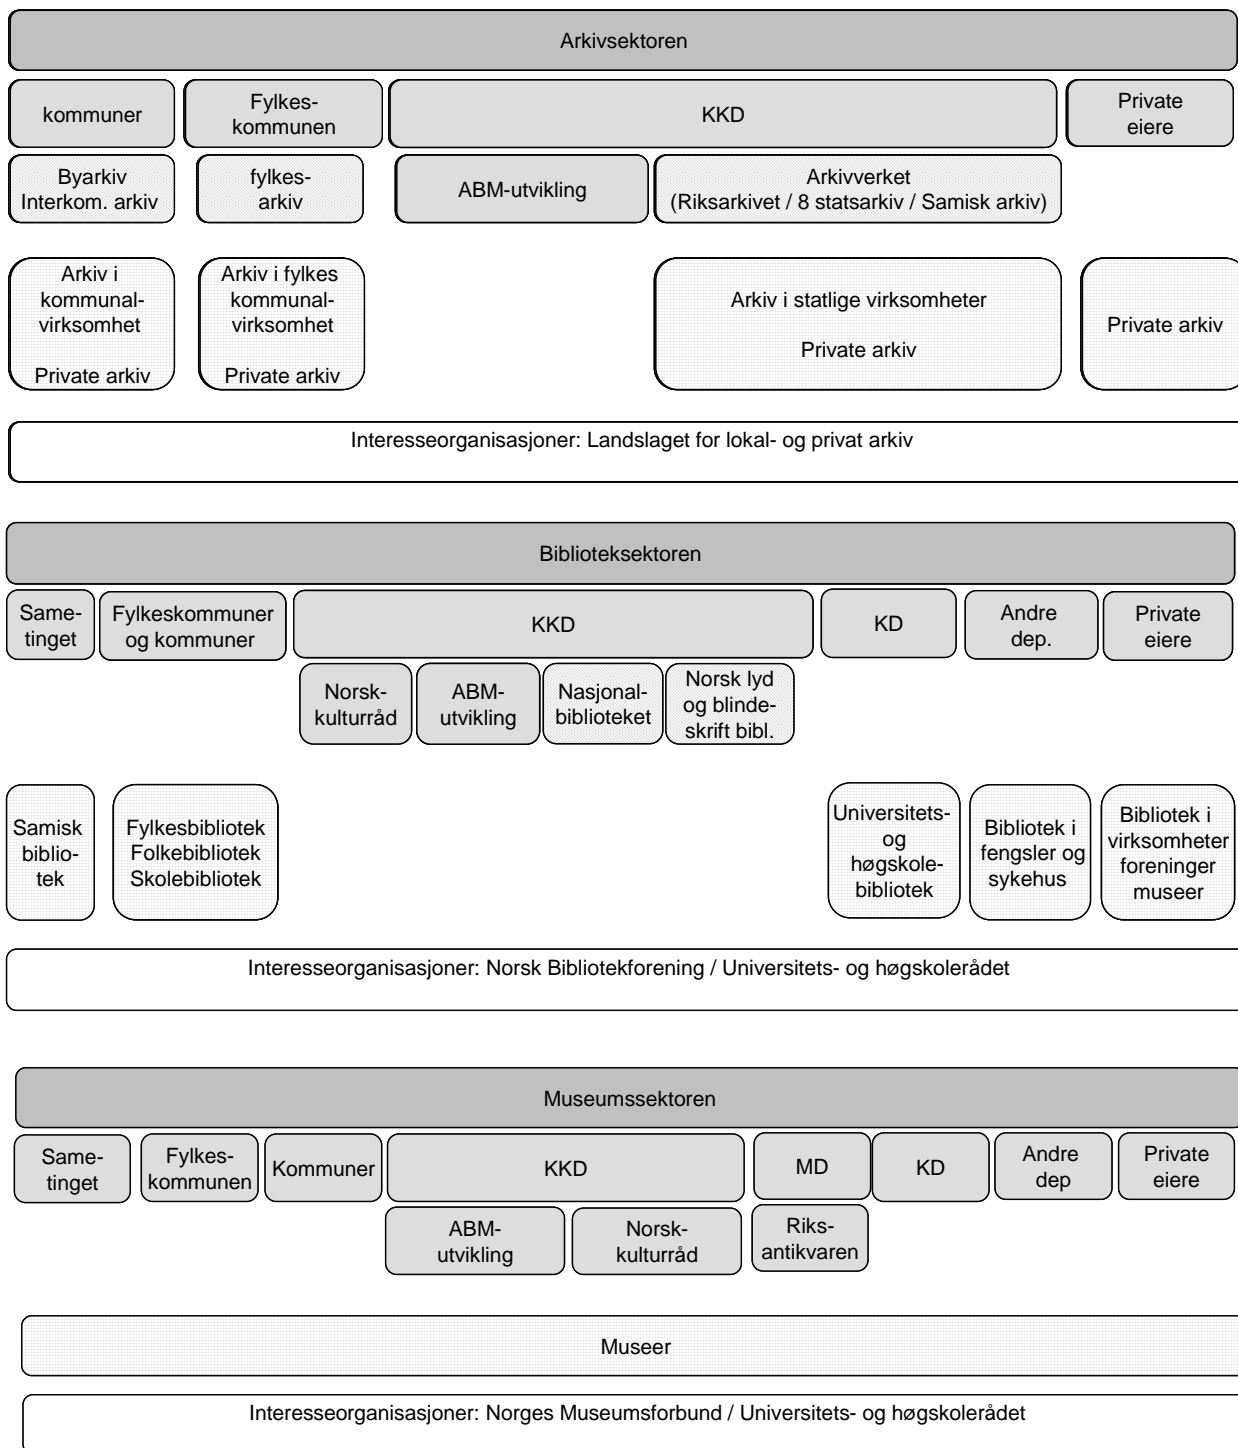 Arkivsektoren
kommuner
Fylkes-
kommunen
KKD
Private
eiere
Byarkiv
Interkom. arkiv
fylkes-
arkiv
ABM-utvikling
Arkivverket
(Riksarkivet / 8 statsarkiv / Samisk arkiv)
Arkiv i
kommunal-
virksomhet
Private arkiv
Arkiv i fylkes
kommunal-
virksomhet
Private arkiv
Arkiv i statlige virksomheter
Private arkiv
Private arkiv
Interesseorganisasjoner: Landslaget for lokal- og privat arkiv
Biblioteksektoren
Same-
tinget
Fylkeskommuner
og kommuner
KKD
KD
Andre
dep.
Private
eiere
Norsk-
kulturråd
ABM-
utvikling
Nasjonal-
biblioteket
Norsk lyd
og blinde-
skrift bibl.
Samisk
biblio-
tek
Fylkesbibliotek
Folkebibliotek
Skolebibliotek
Universitets-
og
høgskole-
bibliotek
Bibliotek i
fengsler og
sykehus
Bibliotek i
virksomheter
foreninger
museer
Interesseorganisasjoner: Norsk Bibliotekforening / Universitets- og høgskolerådet
Museumssektoren
Same-
tinget
Fylkes-
kommunen
Kommuner
KKD
MD
KD
Andre
dep
Private
eiere
ABM-
utvikling
Norsk-
kulturråd
Riks-
antikvaren
Museer
Interesseorganisasjoner: Norges Museumsforbund / Universitets- og høgskolerådet